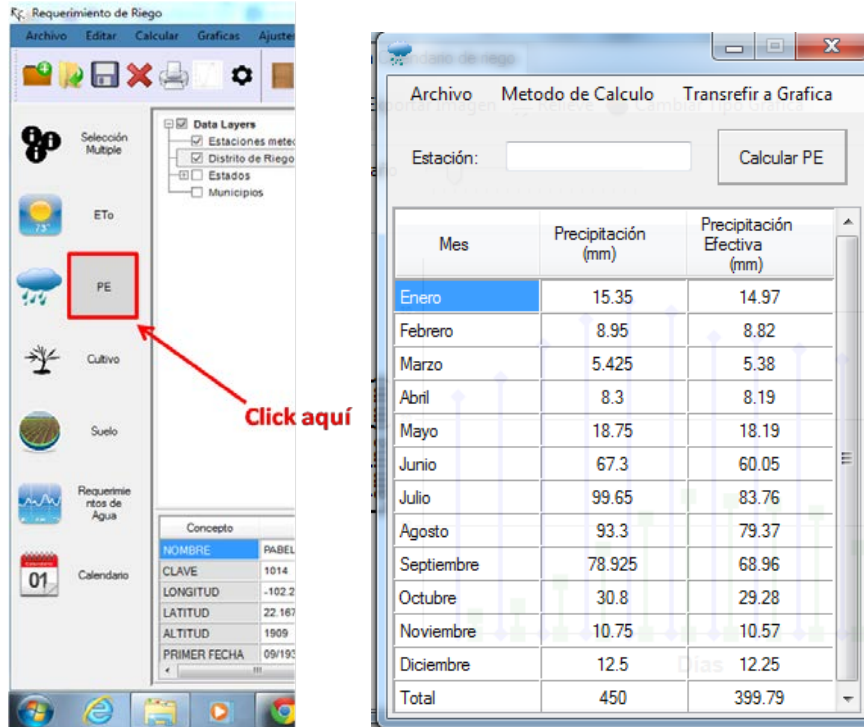 Requerimiento de Riego
Archivo Editar Calcular Graficas Ajustes
Selección
Multiple
ETo
PE
Cultivo
Suelo
Requerimie
ntos de
Agua
01 Calendario
Data Layers
Estaciones meteo
Distrito de Riego
Estados
Municipios
Click aquí
Concepto
NOMBRE PABEL
CLAVE 1014
LONGITUD -102.2
LATITUD 22.167
ALTITUD 1909
PRIMER FECHA 09/193
Archivo Metodo de Calculo Transrefir a Grafica
Estación: Calcular PE
Mes Precipitación (mm) Precipitación Efectiva (mm)
Enero 15.35 14.97
Febrero 8.95 8.82
Marzo 5.425 5.38
Abril 8.3 8.19
Mayo 18.75 18.19
Junio 67.3 60.05
Julio 99.65 83.76
Agosto 93.3 79.37
Septiembre 78.925 68.96
Octubre 30.8 29.28
Noviembre 10.75 10.57
Diciembre 12.5 12.25
Dias
Total 450 399.79